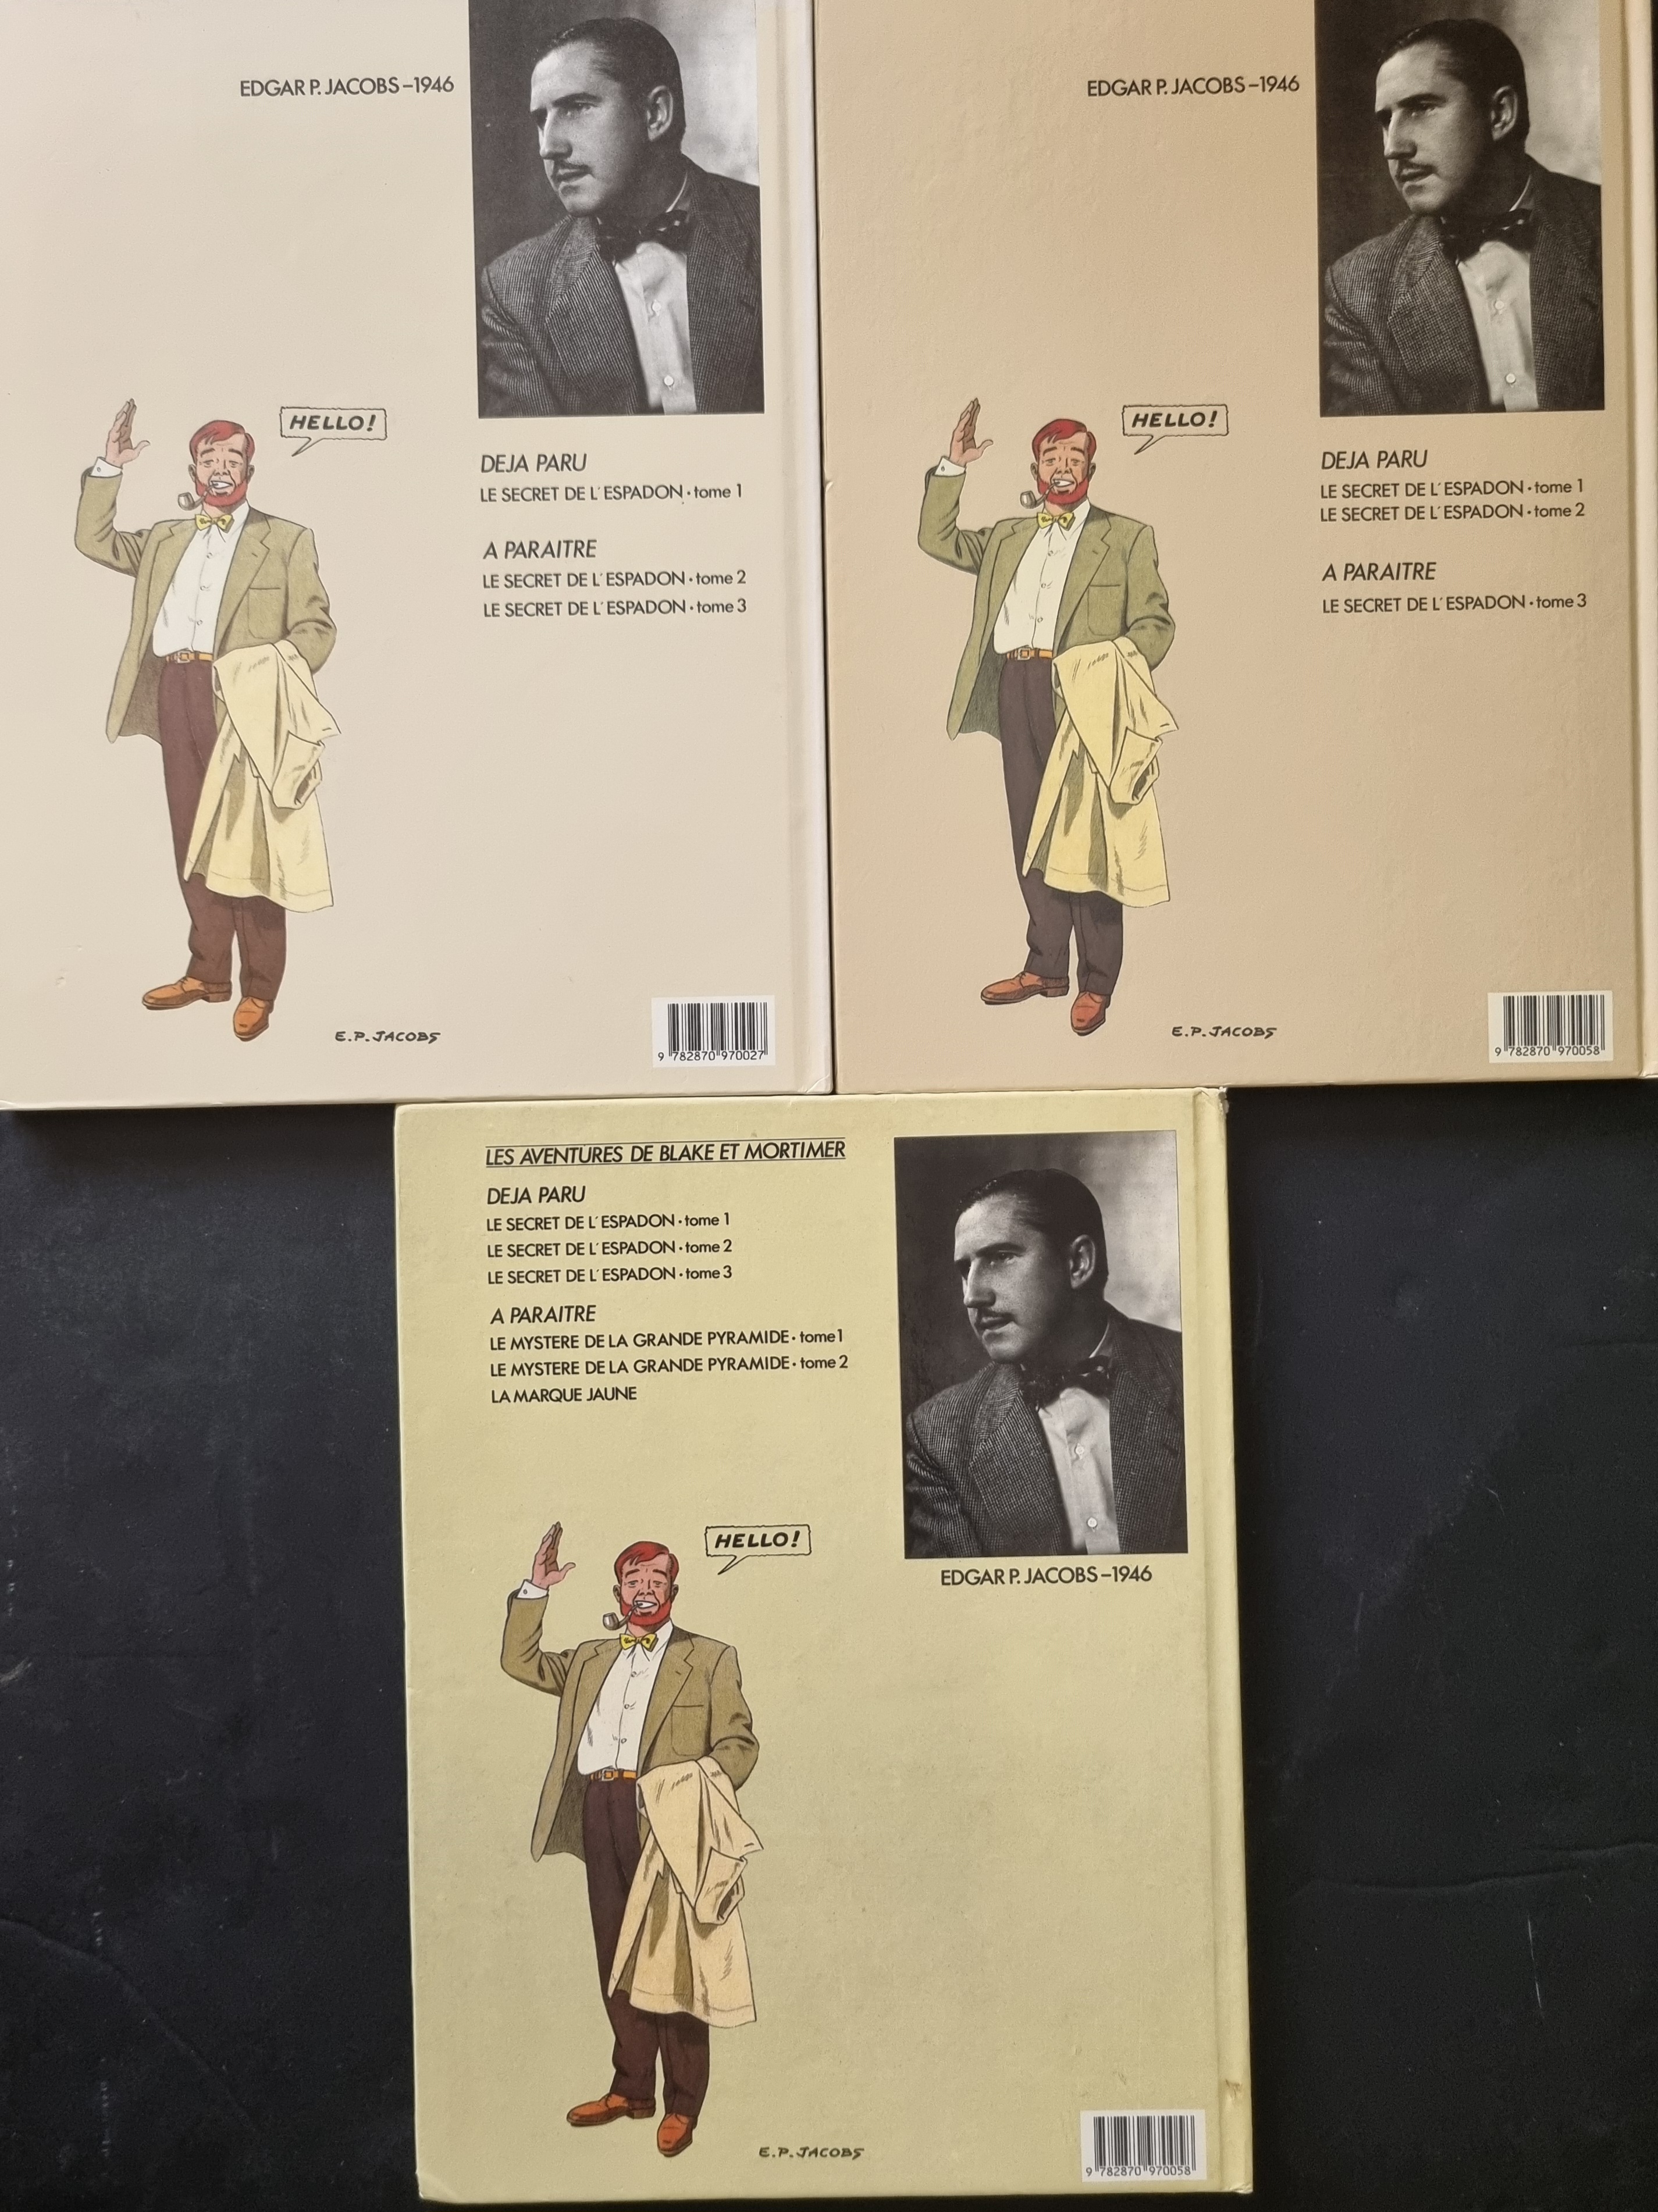 EDGAR P. JACOBS–1946
HELLO!
DEJA PARU
LE SECRET DE L'ESPADON • tome 1
A PARAITRE
LE SECRET DE L'ESPADON • tome 2
LE SECRET DE L'ESPADON • tome 3
E.P. JACOBS
9 782870 970027
EDGAR P. JACOBS–1946
HELLO!
DEJA PARU
LE SECRET DE L'ESPADON • tome 1
LE SECRET DE L'ESPADON • tome 2
A PARAITRE
LE SECRET DE L'ESPADON • tome 3
E.P. JACOBS
9 782870 970058
LES AVENTURES DE BLAKE ET MORTIMER
DEJA PARU
LE SECRET DE L'ESPADON • tome 1
LE SECRET DE L'ESPADON • tome 2
LE SECRET DE L'ESPADON • tome 3
A PARAITRE
LE MYSTERE DE LA GRANDE PYRAMIDE • tome 1
LE MYSTERE DE LA GRANDE PYRAMIDE • tome 2
LA MARQUE JAUNE
HELLO!
EDGAR P. JACOBS–1946
E.P. JACOBS
9 782870 970058